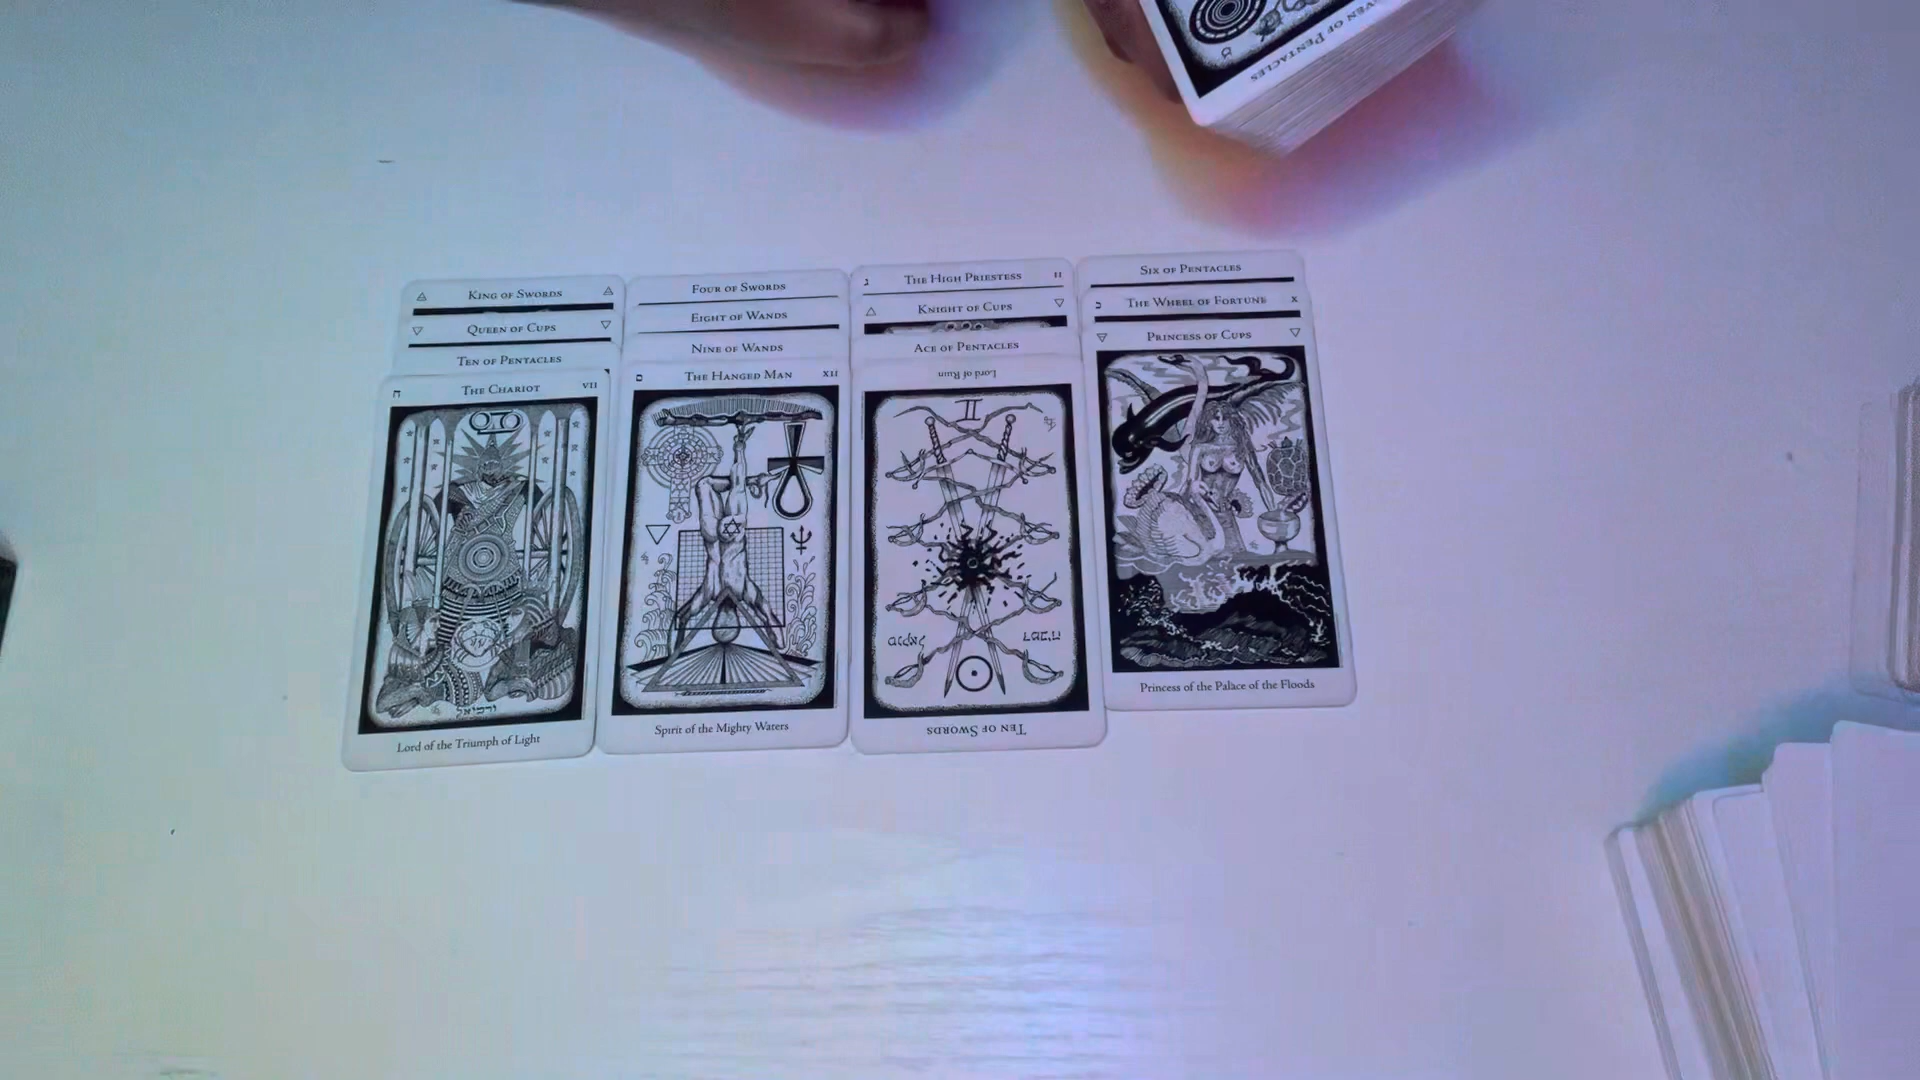 VEN OF PENTACLES
KING OF SWORDS
QUEEN OF CUPS
TEN OF PENTACLES
ח THE CHARIOT VII
Lord of the Triumph of Light
FOUR OF SWORDS
EIGHT OF WANDS
NINE OF WANDS
מ THE HANGED MAN XII
Spirit of the Mighty Waters
ג THE HIGH PRIESTESS II
KNIGHT OF CUPS
ACE OF PENTACLES
Lord of Ruin
TEN OF SWORDS
SIX OF PENTACLES
כ THE WHEEL OF FORTUNE X
PRINCESS OF CUPS
Princess of the Palace of the Floods